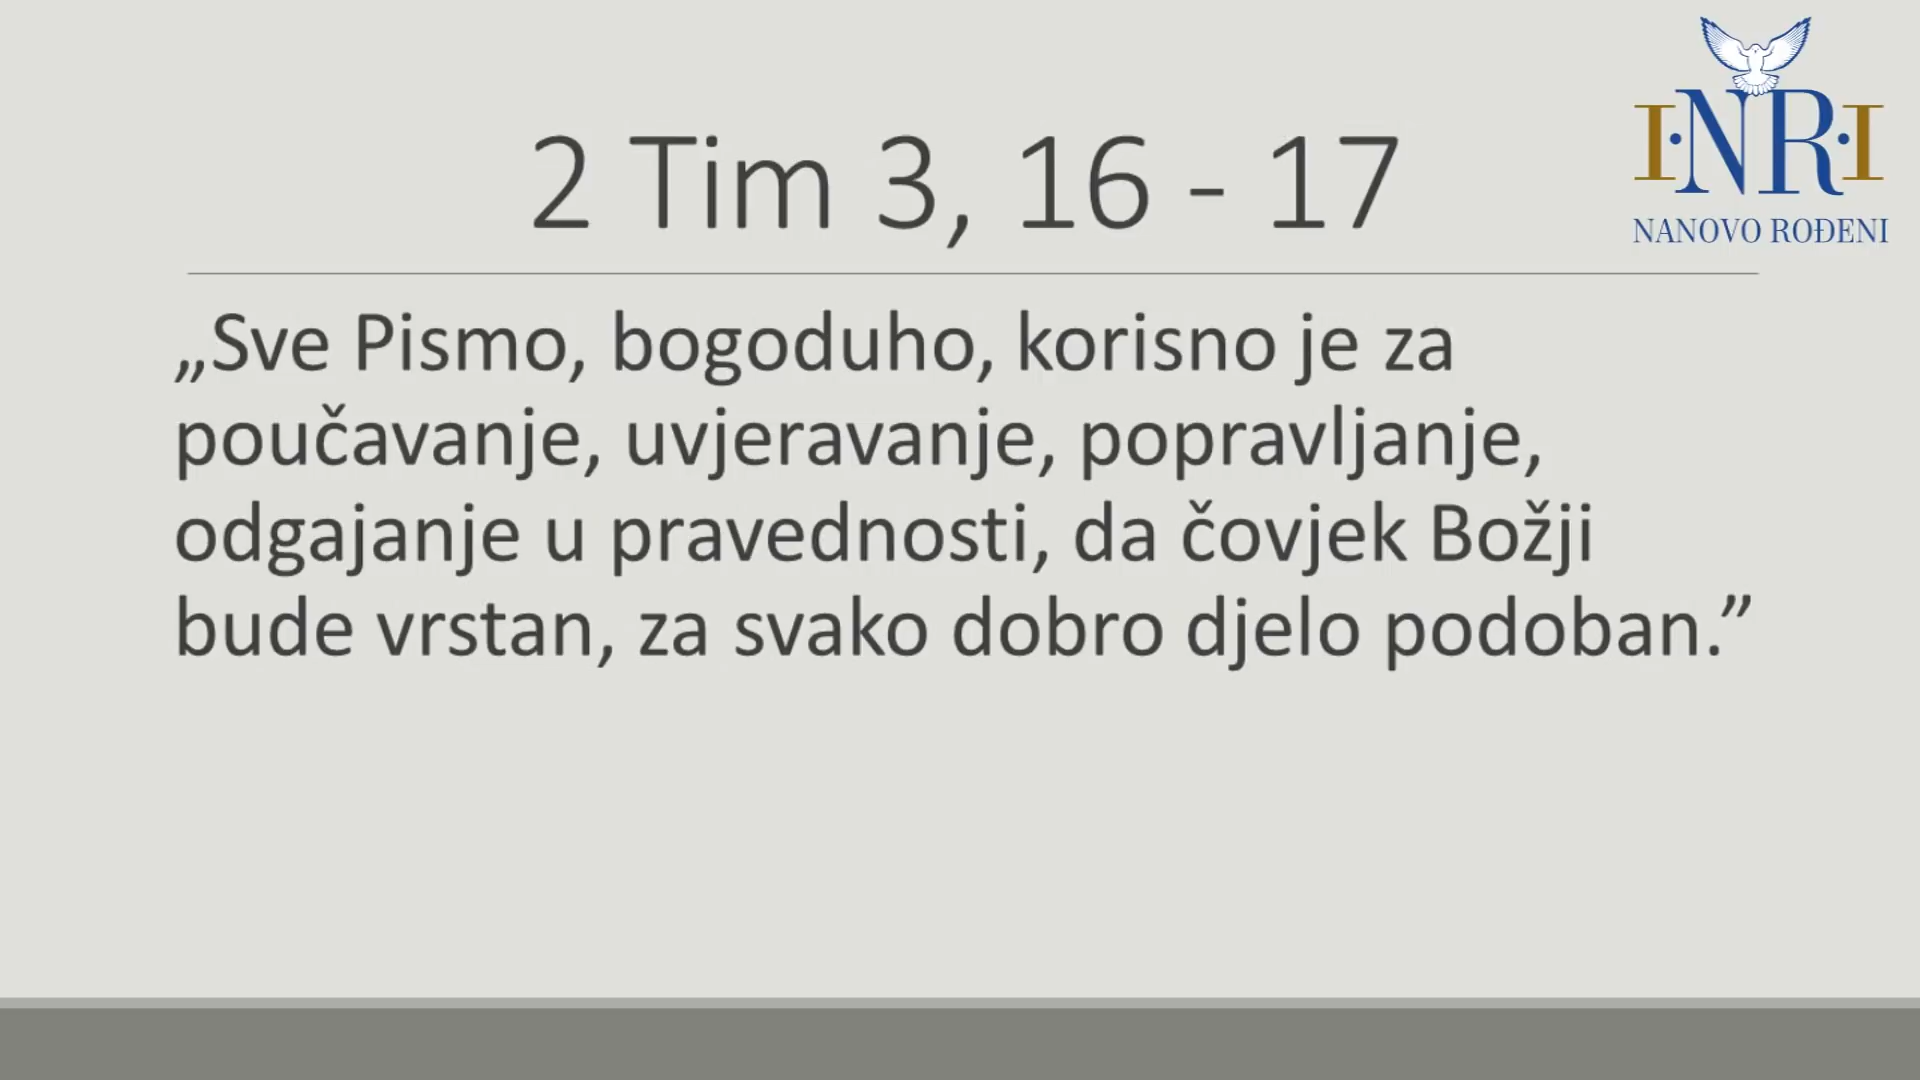 I·NR·I
NANOVO ROĐENI
2 Tim 3, 16 - 17
„Sve Pismo, bogoduho, korisno je za
poučavanje, uvjeravanje, popravljanje,
odgajanje u pravednosti, da čovjek Božji
bude vrstan, za svako dobro djelo podoban.”